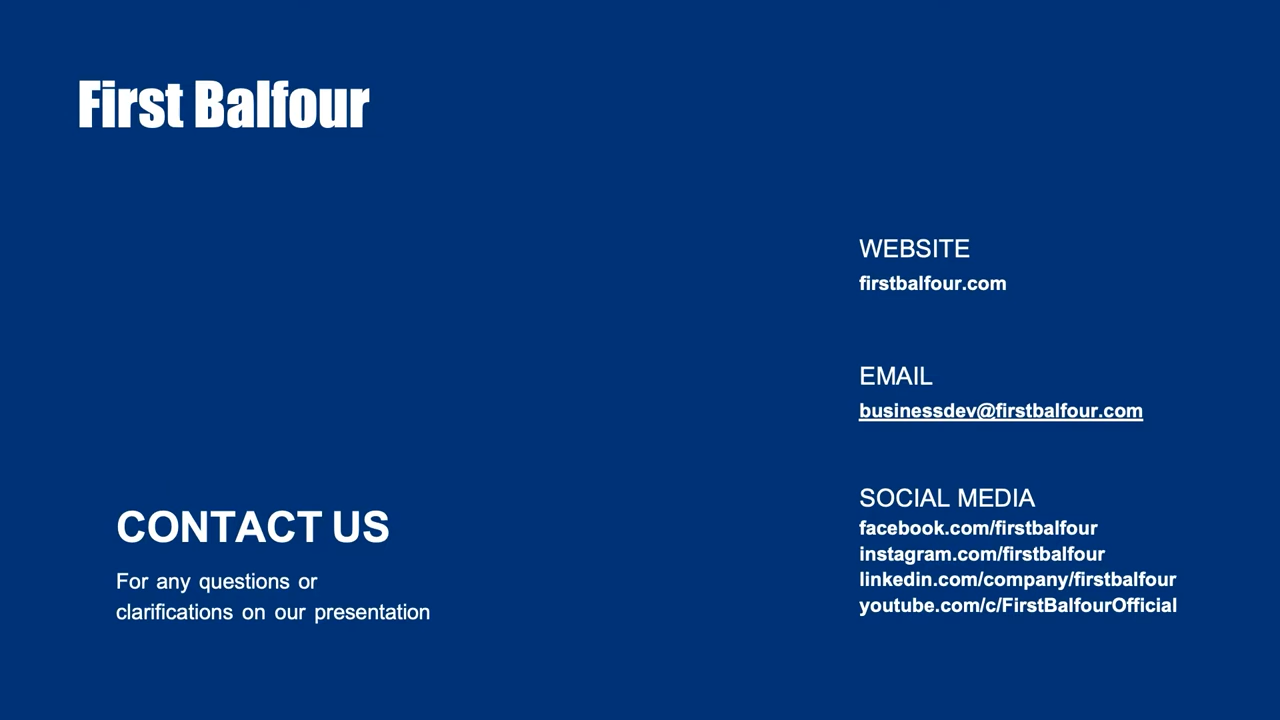 First Balfour
WEBSITE
firstbalfour.com
EMAIL
businessdev@firstbalfour.com
SOCIAL MEDIA
facebook.com/firstbalfour
instagram.com/firstbalfour
linkedin.com/company/firstbalfour
youtube.com/c/FirstBalfourOfficial
CONTACT US
For any questions or
clarifications on our presentation